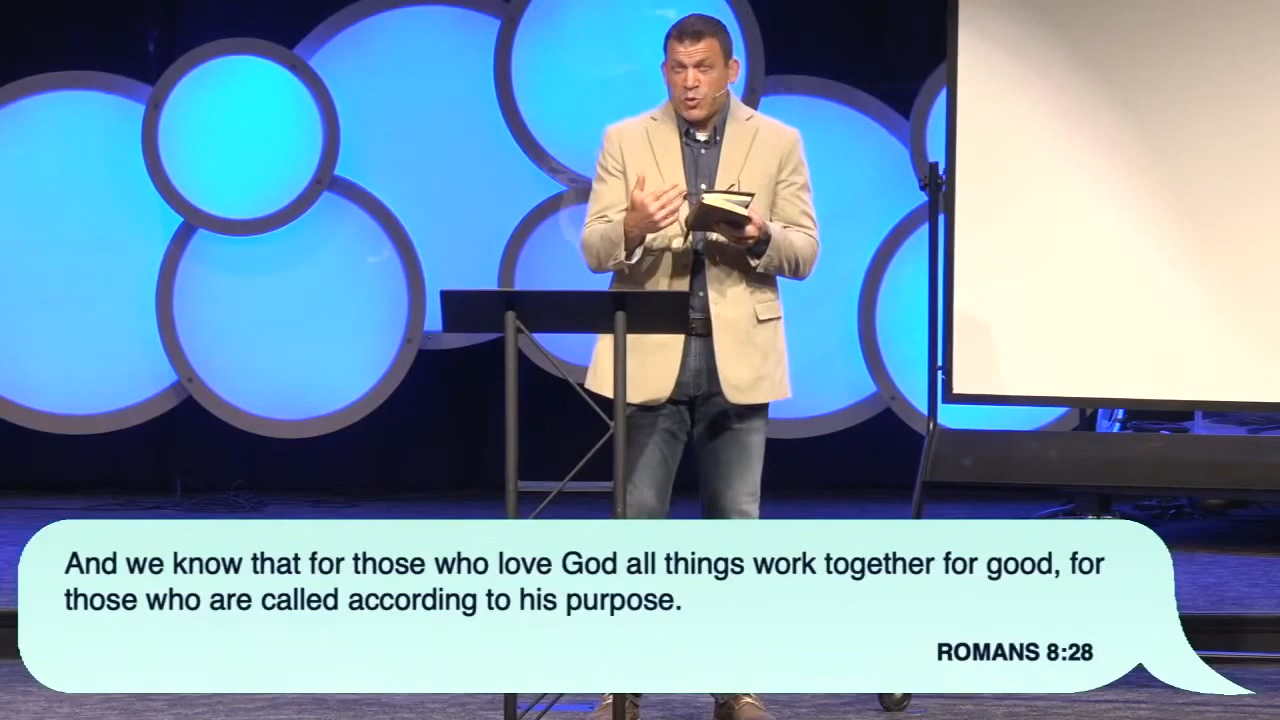 And we know that for those who love God all things work together for good, for
those who are called according to his purpose.
ROMANS 8:28